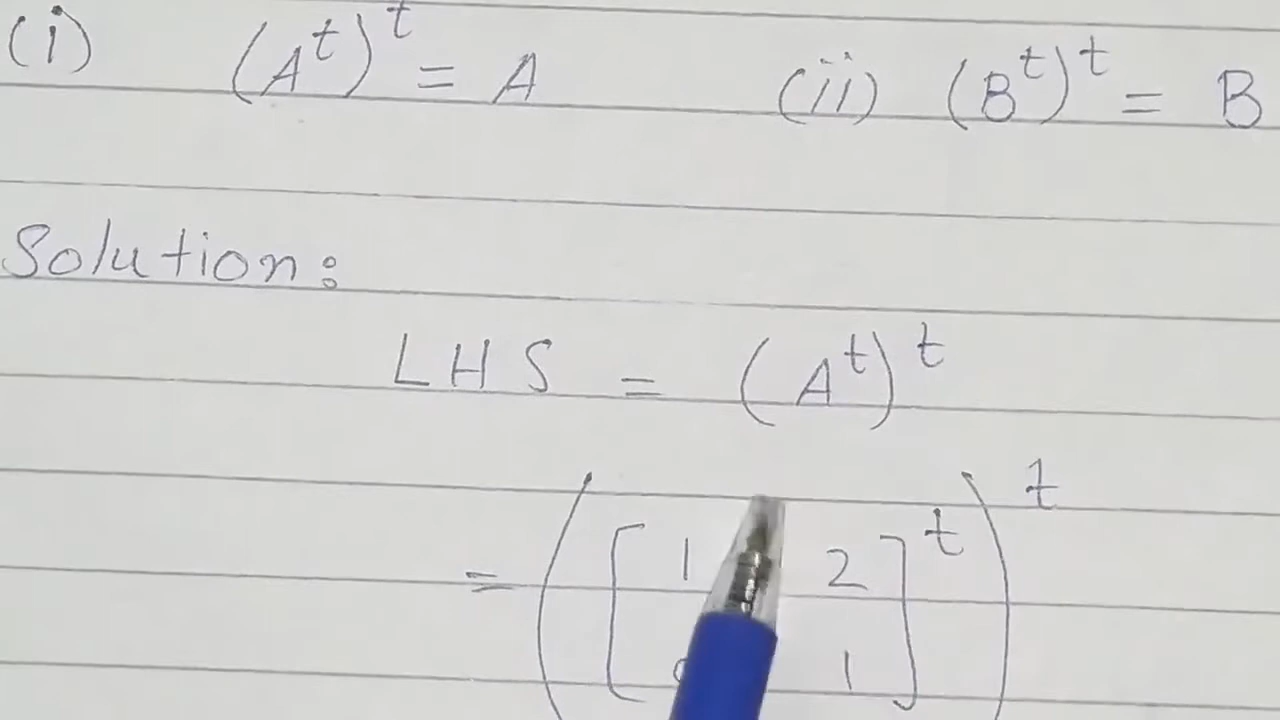 (i) (A^t)^t = A (ii) (B^t)^t = B
Solution:
LHS = (A^t)^t
= ([1 2
1]^t)^t